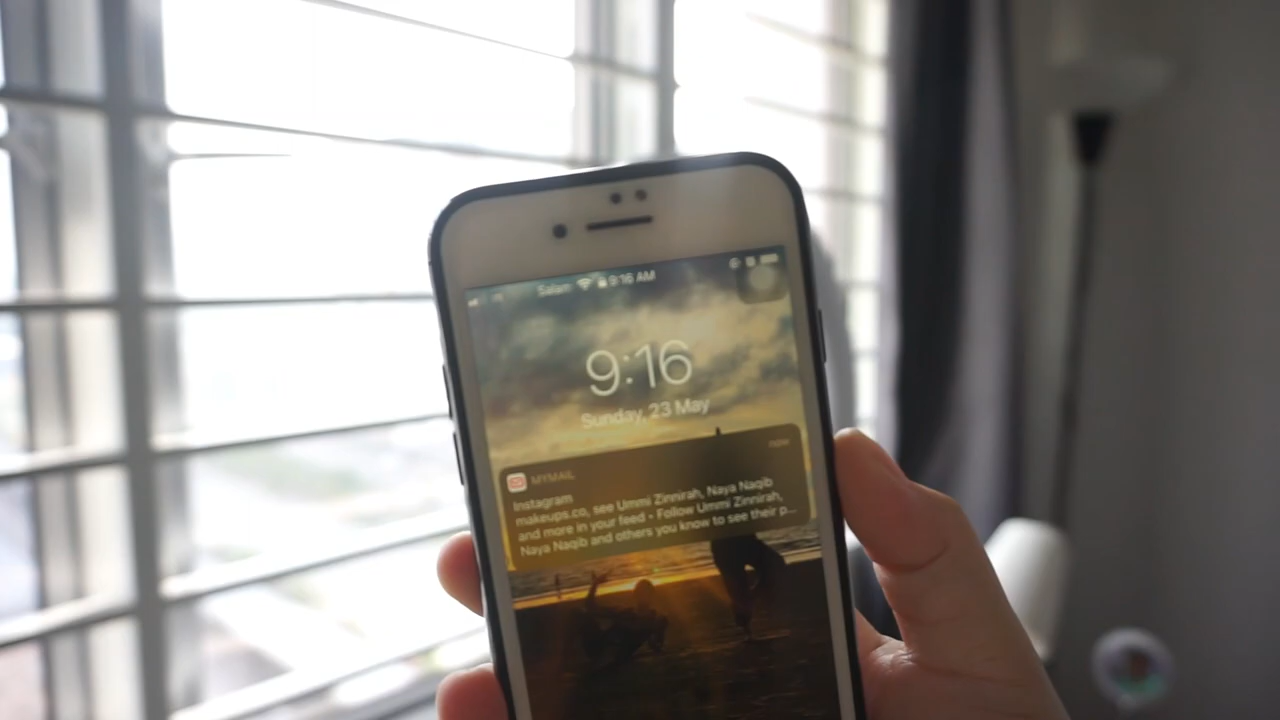 Salam 9:16 AM
9:16
Sunday, 23 May
MYMAIL now
Instagram
makeups.co, see Ummi Zinnirah, Naya Naqib
and more in your feed • Follow Ummi Zinnirah,
Naya Naqib and others you know to see their p...